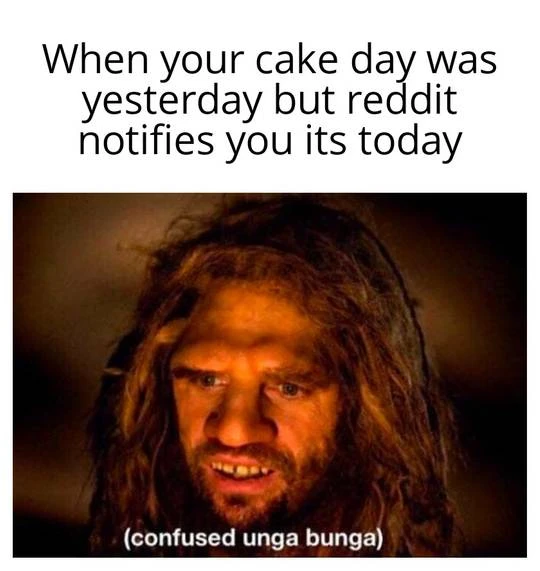 When your cake day was
yesterday but reddit
notifies you its today
(confused unga bunga)